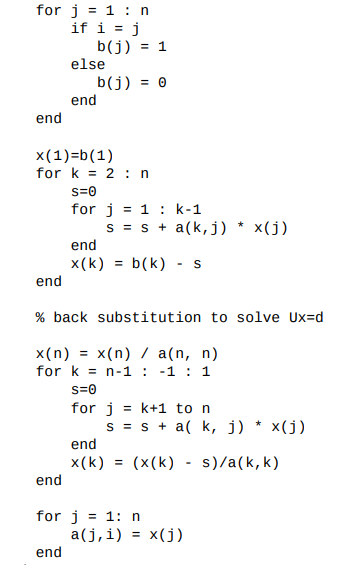 for j = 1 : n
    if i = j
       b(j) = 1
    else
       b(j) = 0
    end
end

x(1)=b(1)
for k = 2 : n
    s=0
    for j = 1 : k-1
        s = s + a(k,j) * x(j)
    end
    x(k) = b(k) - s
end

% back substitution to solve Ux=d

x(n) = x(n) / a(n, n)
for k = n-1 : -1 : 1
    s=0
    for j = k+1 to n
        s = s + a( k, j) * x(j)
    end
    x(k) = (x(k) - s)/a(k,k)
end

for j = 1: n
    a(j,i) = x(j)
end